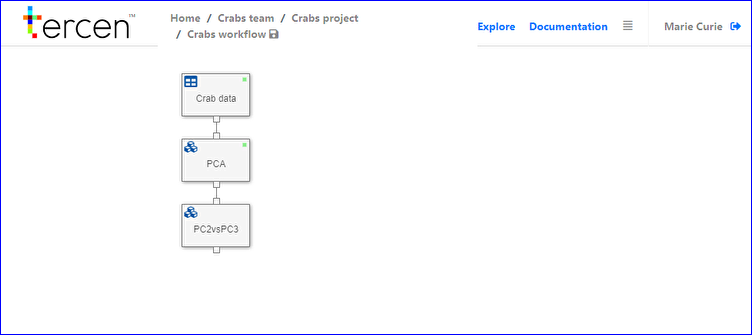 tercen™
Home / Crabs team / Crabs project
/ Crabs workflow
Explore Documentation Marie Curie
Crab data
PCA
PC2vsPC3